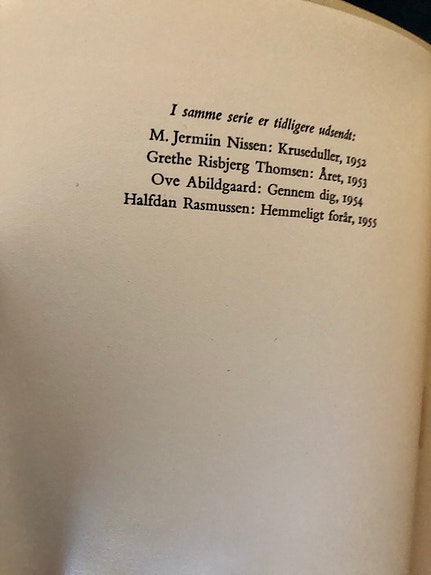 I samme serie er tidligere udsendt:
M. Jermiin Nissen: Kruseduller, 1952
Grethe Risbjerg Thomsen: Året, 1953
Ove Abildgaard: Gennem dig, 1954
Halfdan Rasmussen: Hemmeligt forår, 1955